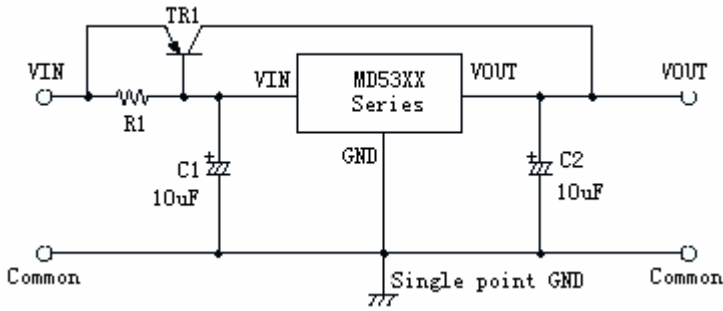 TR1
VIN
R1
VIN
MD53XX
Series
VOUT
VOUT
GND
C1
10uF
C2
10uF
Common
Single point GND
Common